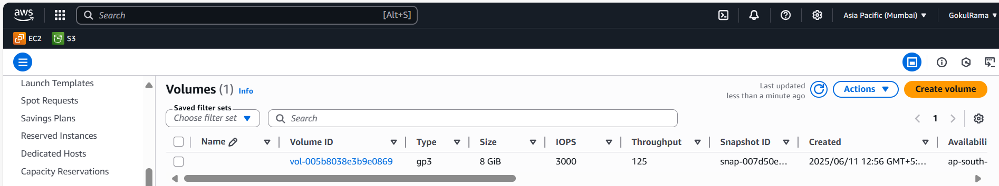 aws
Search [Alt+S]
Asia Pacific (Mumbai)
GokulRama
EC2
S3
Launch Templates
Spot Requests
Savings Plans
Reserved Instances
Dedicated Hosts
Capacity Reservations
Volumes (1) Info
Last updated
less than a minute ago
Actions
Create volume
Saved filter sets
Choose filter set
Search
1
Name Volume ID Type Size IOPS Throughput Snapshot ID Created Availabili
vol-005b8038e3b9e0869 gp3 8 GiB 3000 125 snap-007d50e... 2025/06/11 12:56 GMT+5:... ap-south-